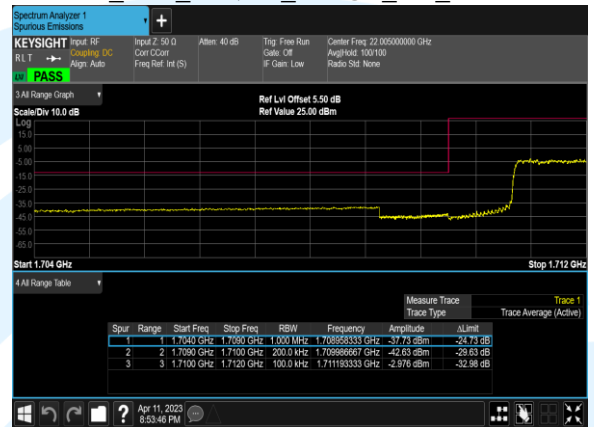 Spectrum Analyzer 1
Spurious Emissions
KEYSIGHT Input: RF Input Z: 50 Ω Atten: 40 dB Trig: Free Run Center Freq: 22.005000000 GHz
RLT Coupling: DC Corr CCorr Gate: Off Avg|Hold: 100/100
Align: Auto Freq Ref: Int (S) IF Gain: Low Radio Std: None
LV PASS
3 All Range Graph
Ref Lvl Offset 5.50 dB
Scale/Div 10.0 dB Ref Value 25.00 dBm
Log
15.0
5.00
-5.00
-15.0
-25.0
-35.0
-45.0
-55.0
-65.0
Start 1.704 GHz Stop 1.712 GHz
4 All Range Table
Measure Trace Trace 1
Trace Type Trace Average (Active)
Spur Range Start Freq Stop Freq RBW Frequency Amplitude ΔLimit
1 1 1.7040 GHz 1.7090 GHz 1.000 MHz 1.708958333 GHz -37.73 dBm -24.73 dB
2 2 1.7090 GHz 1.7100 GHz 200.0 kHz 1.709986667 GHz -42.63 dBm -29.63 dB
3 3 1.7100 GHz 1.7120 GHz 100.0 kHz 1.711193333 GHz -2.976 dBm -32.98 dB
? Apr 11, 2023
8:53:46 PM